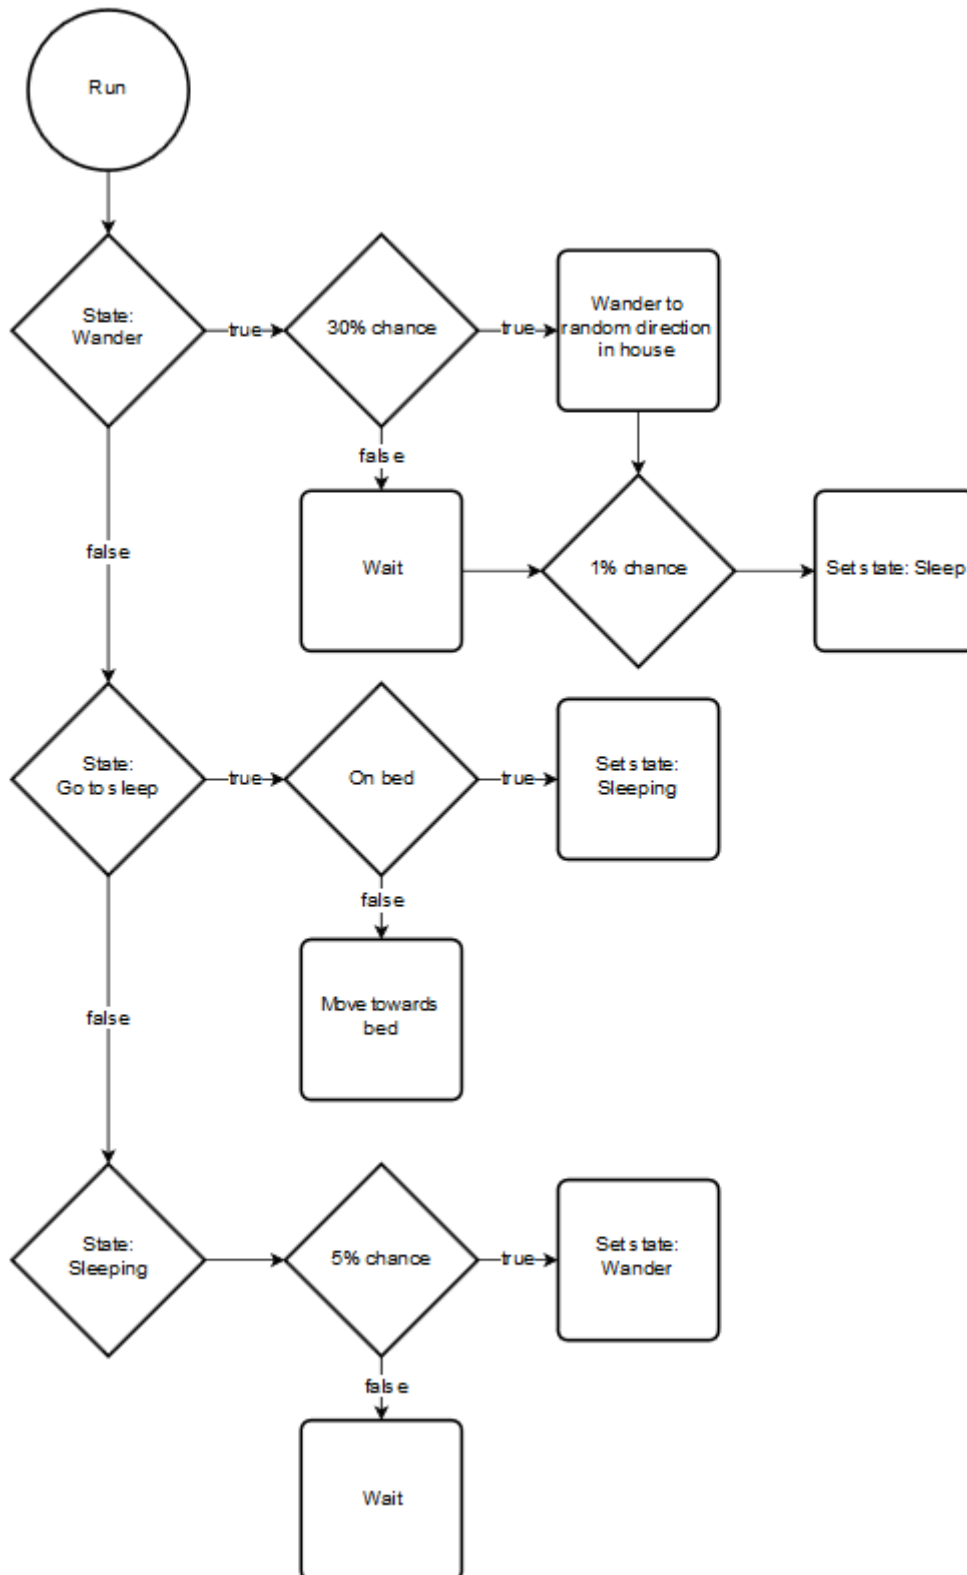 Run
State:
Wander
true
30% chance
true
Wander to
random direction
in house
false
false
Wait
1% chance
Set state: Sleep
State:
Go to sleep
true
On bed
true
Set state:
Sleeping
false
false
Move towards
bed
State:
Sleeping
5% chance
true
Set state:
Wander
false
Wait